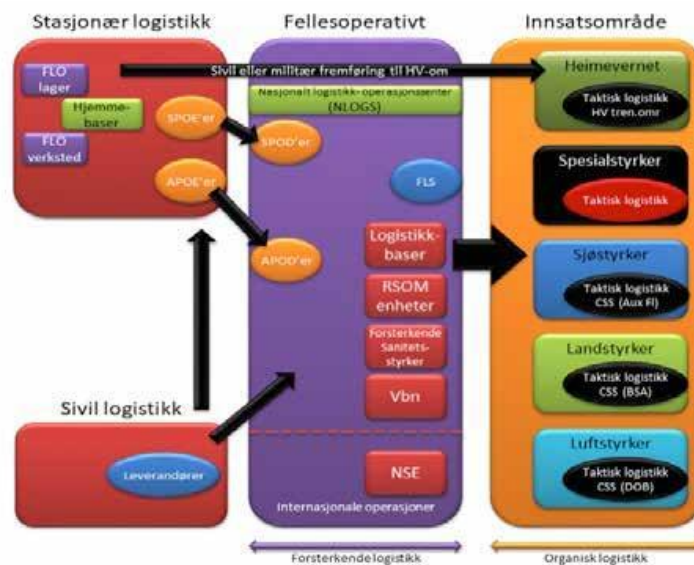 Stasjonær logistikk
FLO
lager
Hjemme-
baser
FLO
verksted
SPOE'er
APOE'er
Sivil logistikk
Leverandører
Fellesoperativt
Sivil eller militær fremføring til HV-om
Nasjonalt logistikk-operasjonssenter
(NLOGS)
SPOD'er
FLS
APOD'er
Logistikk-
baser
RSOM
enheter
Forsterkende
Sanitets-
styrker
Vbn
NSE
Internasjonale operasjoner
Forsterkende logistikk
Innsatsområde
Heimevernet
Taktisk logistikk
HV tren.omr
Spesialstyrker
Taktisk logistikk
Sjøstyrker
Taktisk logistikk
CSS (Aux Fl)
Landstyrker
Taktisk logistikk
CSS (BSA)
Luftstyrker
Taktisk logistikk
CSS (DOB)
Organisk logistikk